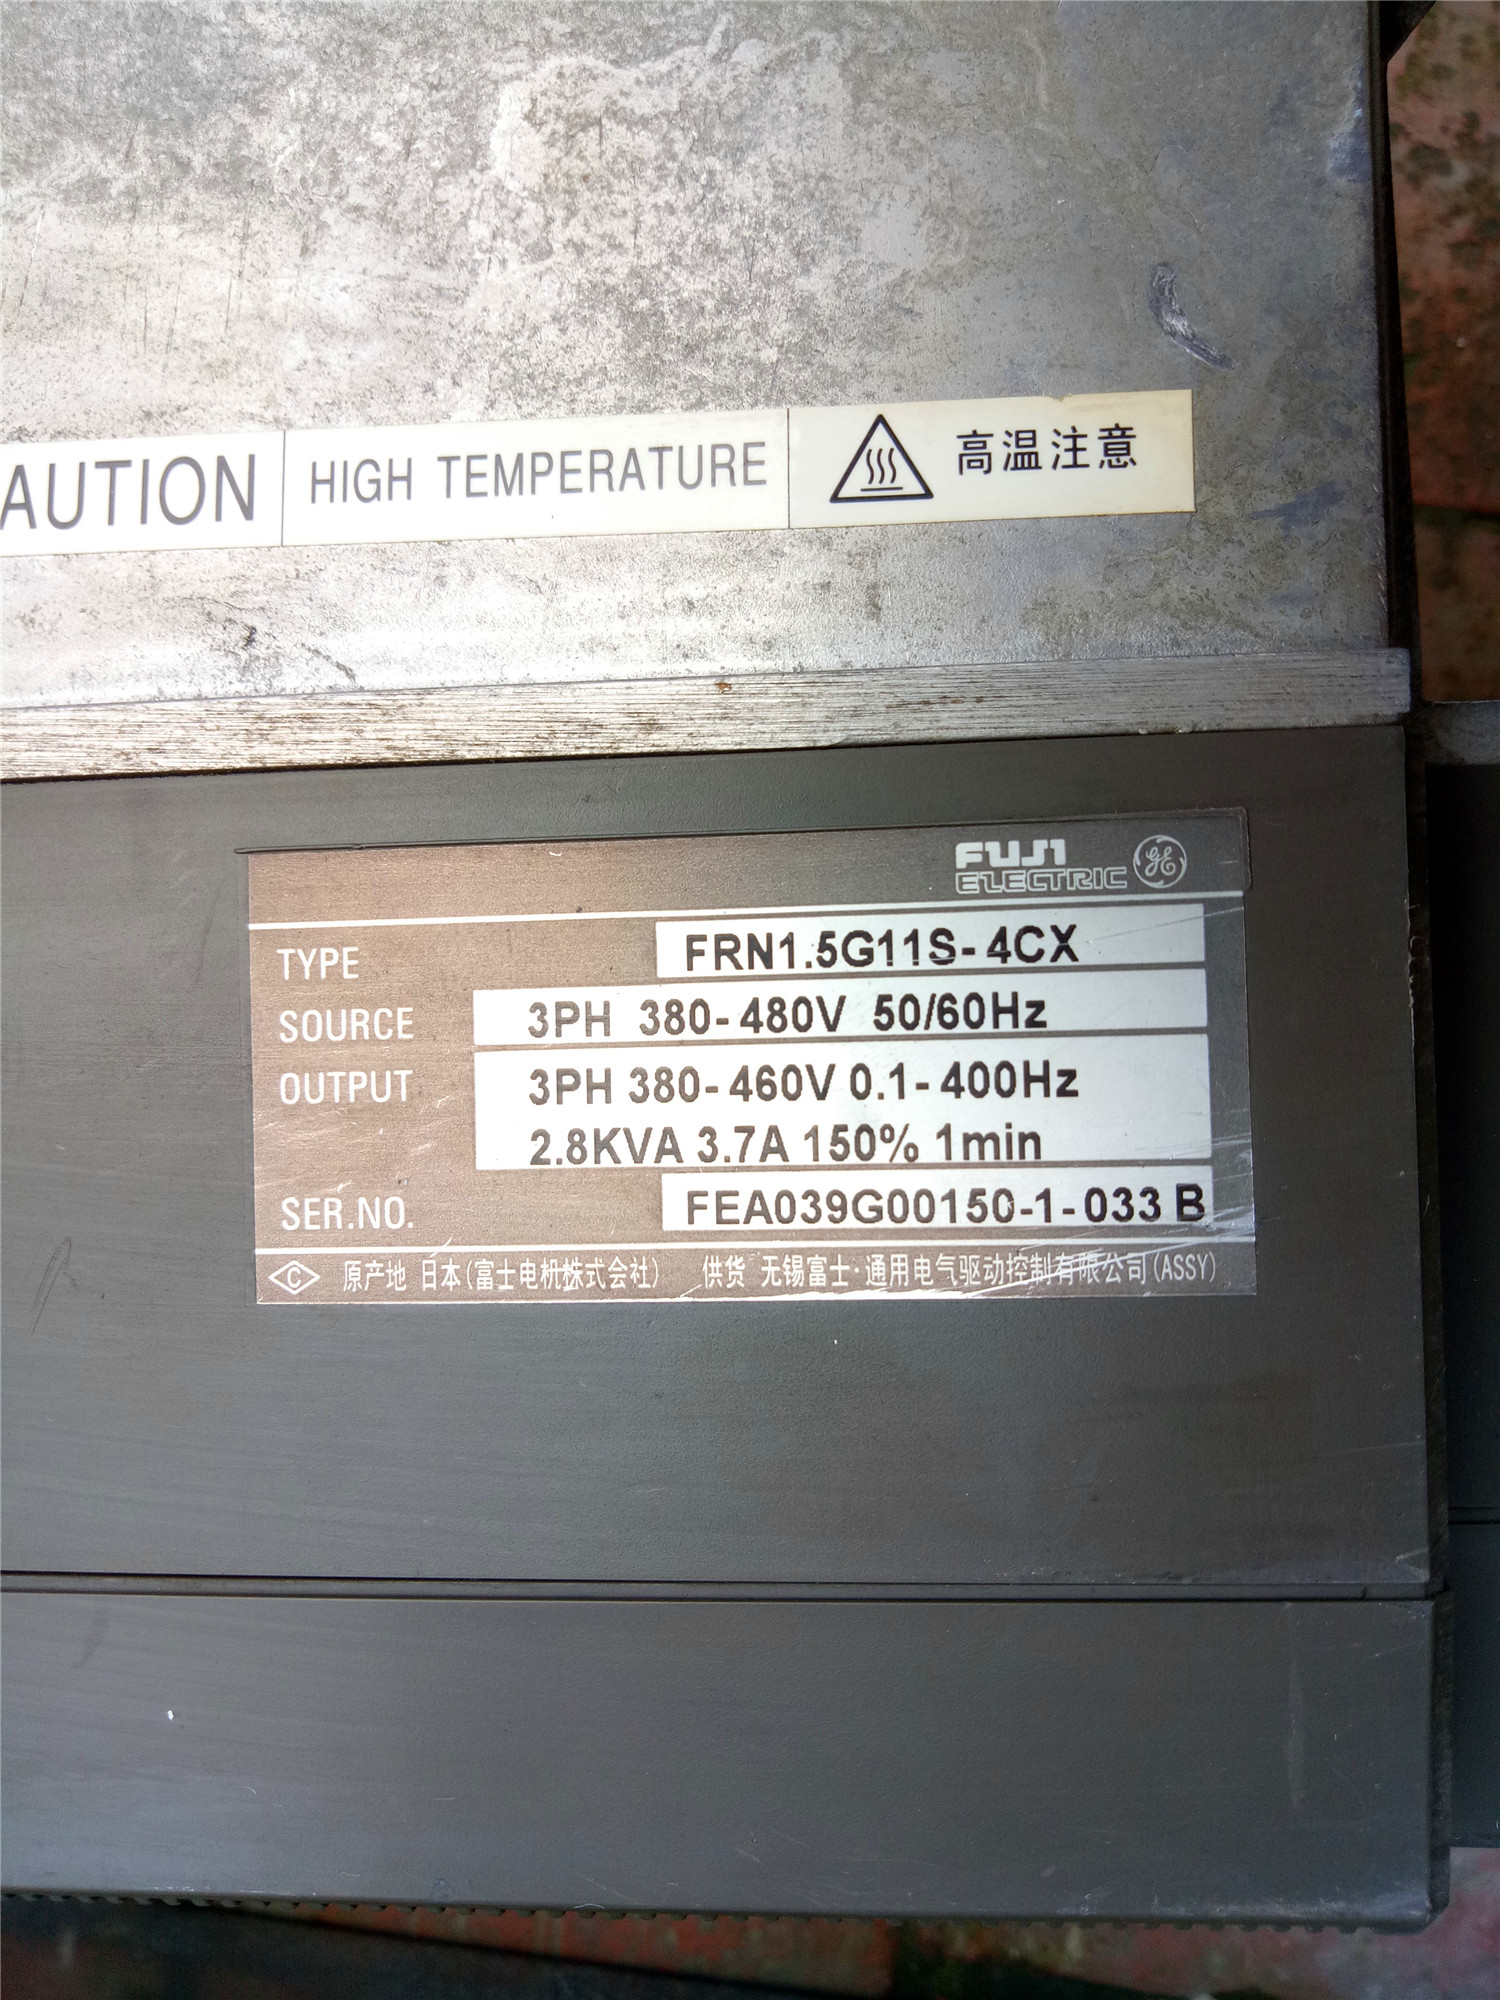 AUTION HIGH TEMPERATURE 高温注意
FUJI
ELECTRIC GE
TYPE FRN1.5G11S-4CX
SOURCE 3PH 380-480V 50/60Hz
OUTPUT 3PH 380-460V 0.1-400Hz
2.8KVA 3.7A 150% 1min
SER.NO. FEA039G00150-1-033 B
C 原产地 日本(富士电机株式会社) 供货 无锡富士·通用电气驱动控制有限公司(ASSY)